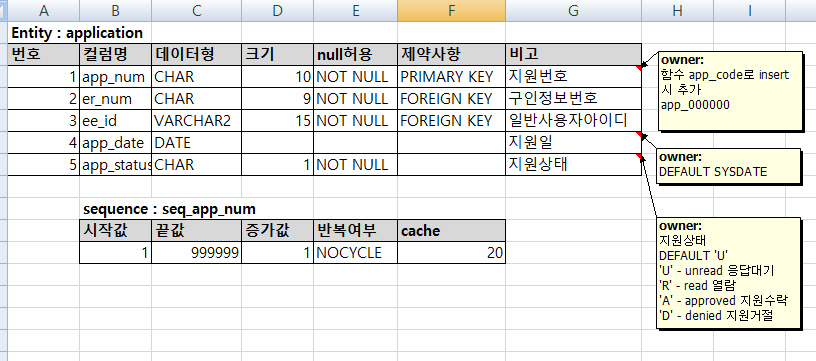 A B C D E F G H I
Entity : application
번호 컬럼명 데이터형 크기 null허용 제약사항 비고
1 app_num CHAR 10 NOT NULL PRIMARY KEY 지원번호
2 er_num CHAR 9 NOT NULL FOREIGN KEY 구인정보번호
3 ee_id VARCHAR2 15 NOT NULL FOREIGN KEY 일반사용자아이디
4 app_date DATE 지원일
5 app_status CHAR 1 NOT NULL 지원상태
owner:
함수 app_code로 insert
시 추가
app_000000
owner:
DEFAULT SYSDATE
owner:
지원상태
DEFAULT 'U'
'U' - unread 응답대기
'R' - read 열람
'A' - approved 지원수락
'D' - denied 지원거절
sequence : seq_app_num
시작값 끝값 증가값 반복여부 cache
1 999999 1 NOCYCLE 20